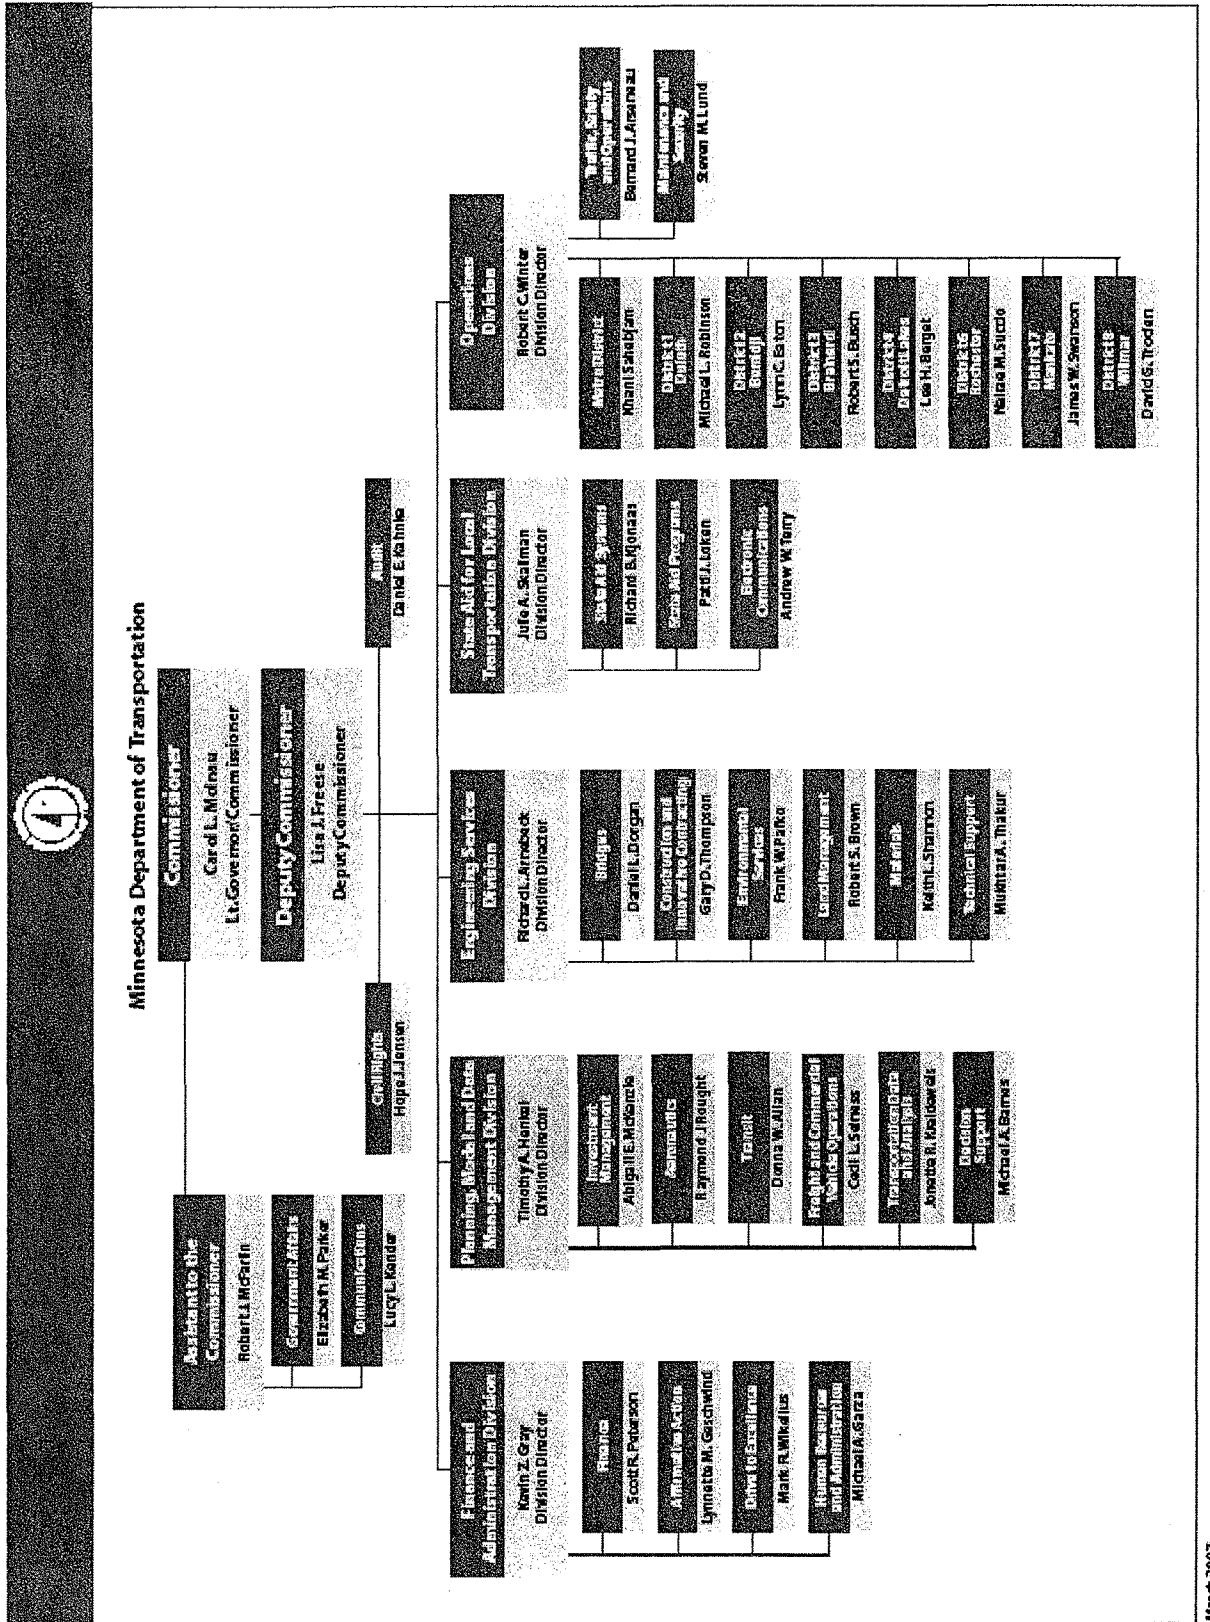 Minnesota Department of Transportation
Commissioner
Carol L. Molnau
Lt. Governor/Commissioner
Deputy Commissioner
Lisa J. Freese
Deputy Commissioner
Assistant to the
Commissioner
Robert J. McFarlin
Government Affairs
Elizabeth M. Parker
Communications
Lucy L. Kender
Civil Rights
Hope J. Jensen
Audit
Daniel E. Kahnke
Finance and
Administration Division
Kevin Z. Gray
Division Director
Finance
Scott R. Peterson
Affirmative Action
Lynnette M. Geschwind
Drive to Excellence
Mark R. Wikelius
Human Resources
and Administration
Michael A. Garza
Planning, Modal and Data
Management Division
Timothy A. Henkel
Division Director
Investment
Management
Abigail E. McKenzie
Aeronautics
Raymond J Rought
Transit
Donna W. Allan
Freight and Commercial
Vehicle Operations
Cecil L. Selness
Transportation Data
and Analysis
Jonette R.
Decision
Support
Michael A. Barnes
Engineering Services
Division
Richard L. Arnebeck
Division Director
Bridges
Daniel L. Dorgan
Construction and
Innovative Contracting
Gary D. Thompson
Environmental
Services
Frank W. Pafko
Land Management
Robert S. Brown
Materials
Keith L. Shannon
Technical Support
Mukhtar A. Thakur
State Aid for Local
Transportation Division
Julie A. Skallman
Division Director
State Aid Systems
Richard B. Kjonaas
State Aid Programs
Patti J. Loken
Electronic
Communications
Andrew W. Terry
Operations
Division
Robert C. Winter
Division Director
Metro District
Khani Sahebjam
District 1
Duluth
Michael L. Robinson
District 2
Bemidji
Lynn C. Eaton
District 3
Brainerd
Robert S. Busch
District 4
Detroit Lakes
Lee H. Berget
District 6
Rochester
Nelrae M. Succio
District 7
Mankato
James W. Swanson
District 8
Willmar
David G. Trooien
Traffic, Safety
and Operations
Bernard J. Arseneau
Maintenance and
Security
Steven M. Lund
March 2007